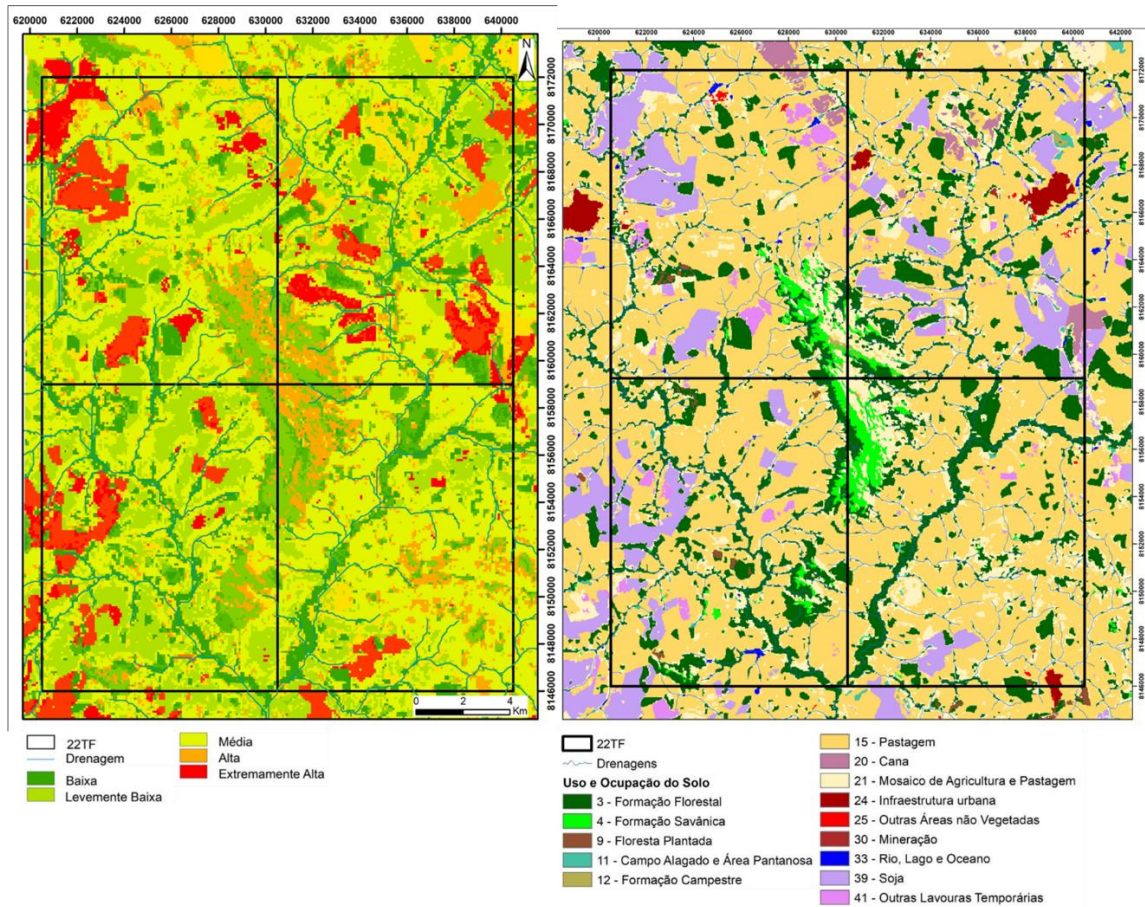 620000 622000 624000 626000 628000 630000 632000 634000 636000 638000 640000
N
8172000
8170000
8168000
8166000
8164000
8162000
8160000
8158000
8156000
8154000
8152000
8150000
8148000
8146000
0 2 4
Km
22TF
Drenagem
Baixa
Levemente Baixa
Média
Alta
Extremamente Alta
620000 622000 624000 626000 628000 630000 632000 634000 636000 638000 640000 642000
8172000
8170000
8168000
8166000
8164000
8162000
8160000
8158000
8156000
8154000
8152000
8150000
8148000
8146000
22TF
Drenagens
Uso e Ocupação do Solo
3 - Formação Florestal
4 - Formação Savânica
9 - Floresta Plantada
11 - Campo Alagado e Área Pantanosa
12 - Formação Campestre
15 - Pastagem
20 - Cana
21 - Mosaico de Agricultura e Pastagem
24 - Infraestrutura urbana
25 - Outras Áreas não Vegetadas
30 - Mineração
33 - Rio, Lago e Oceano
39 - Soja
41 - Outras Lavouras Temporárias